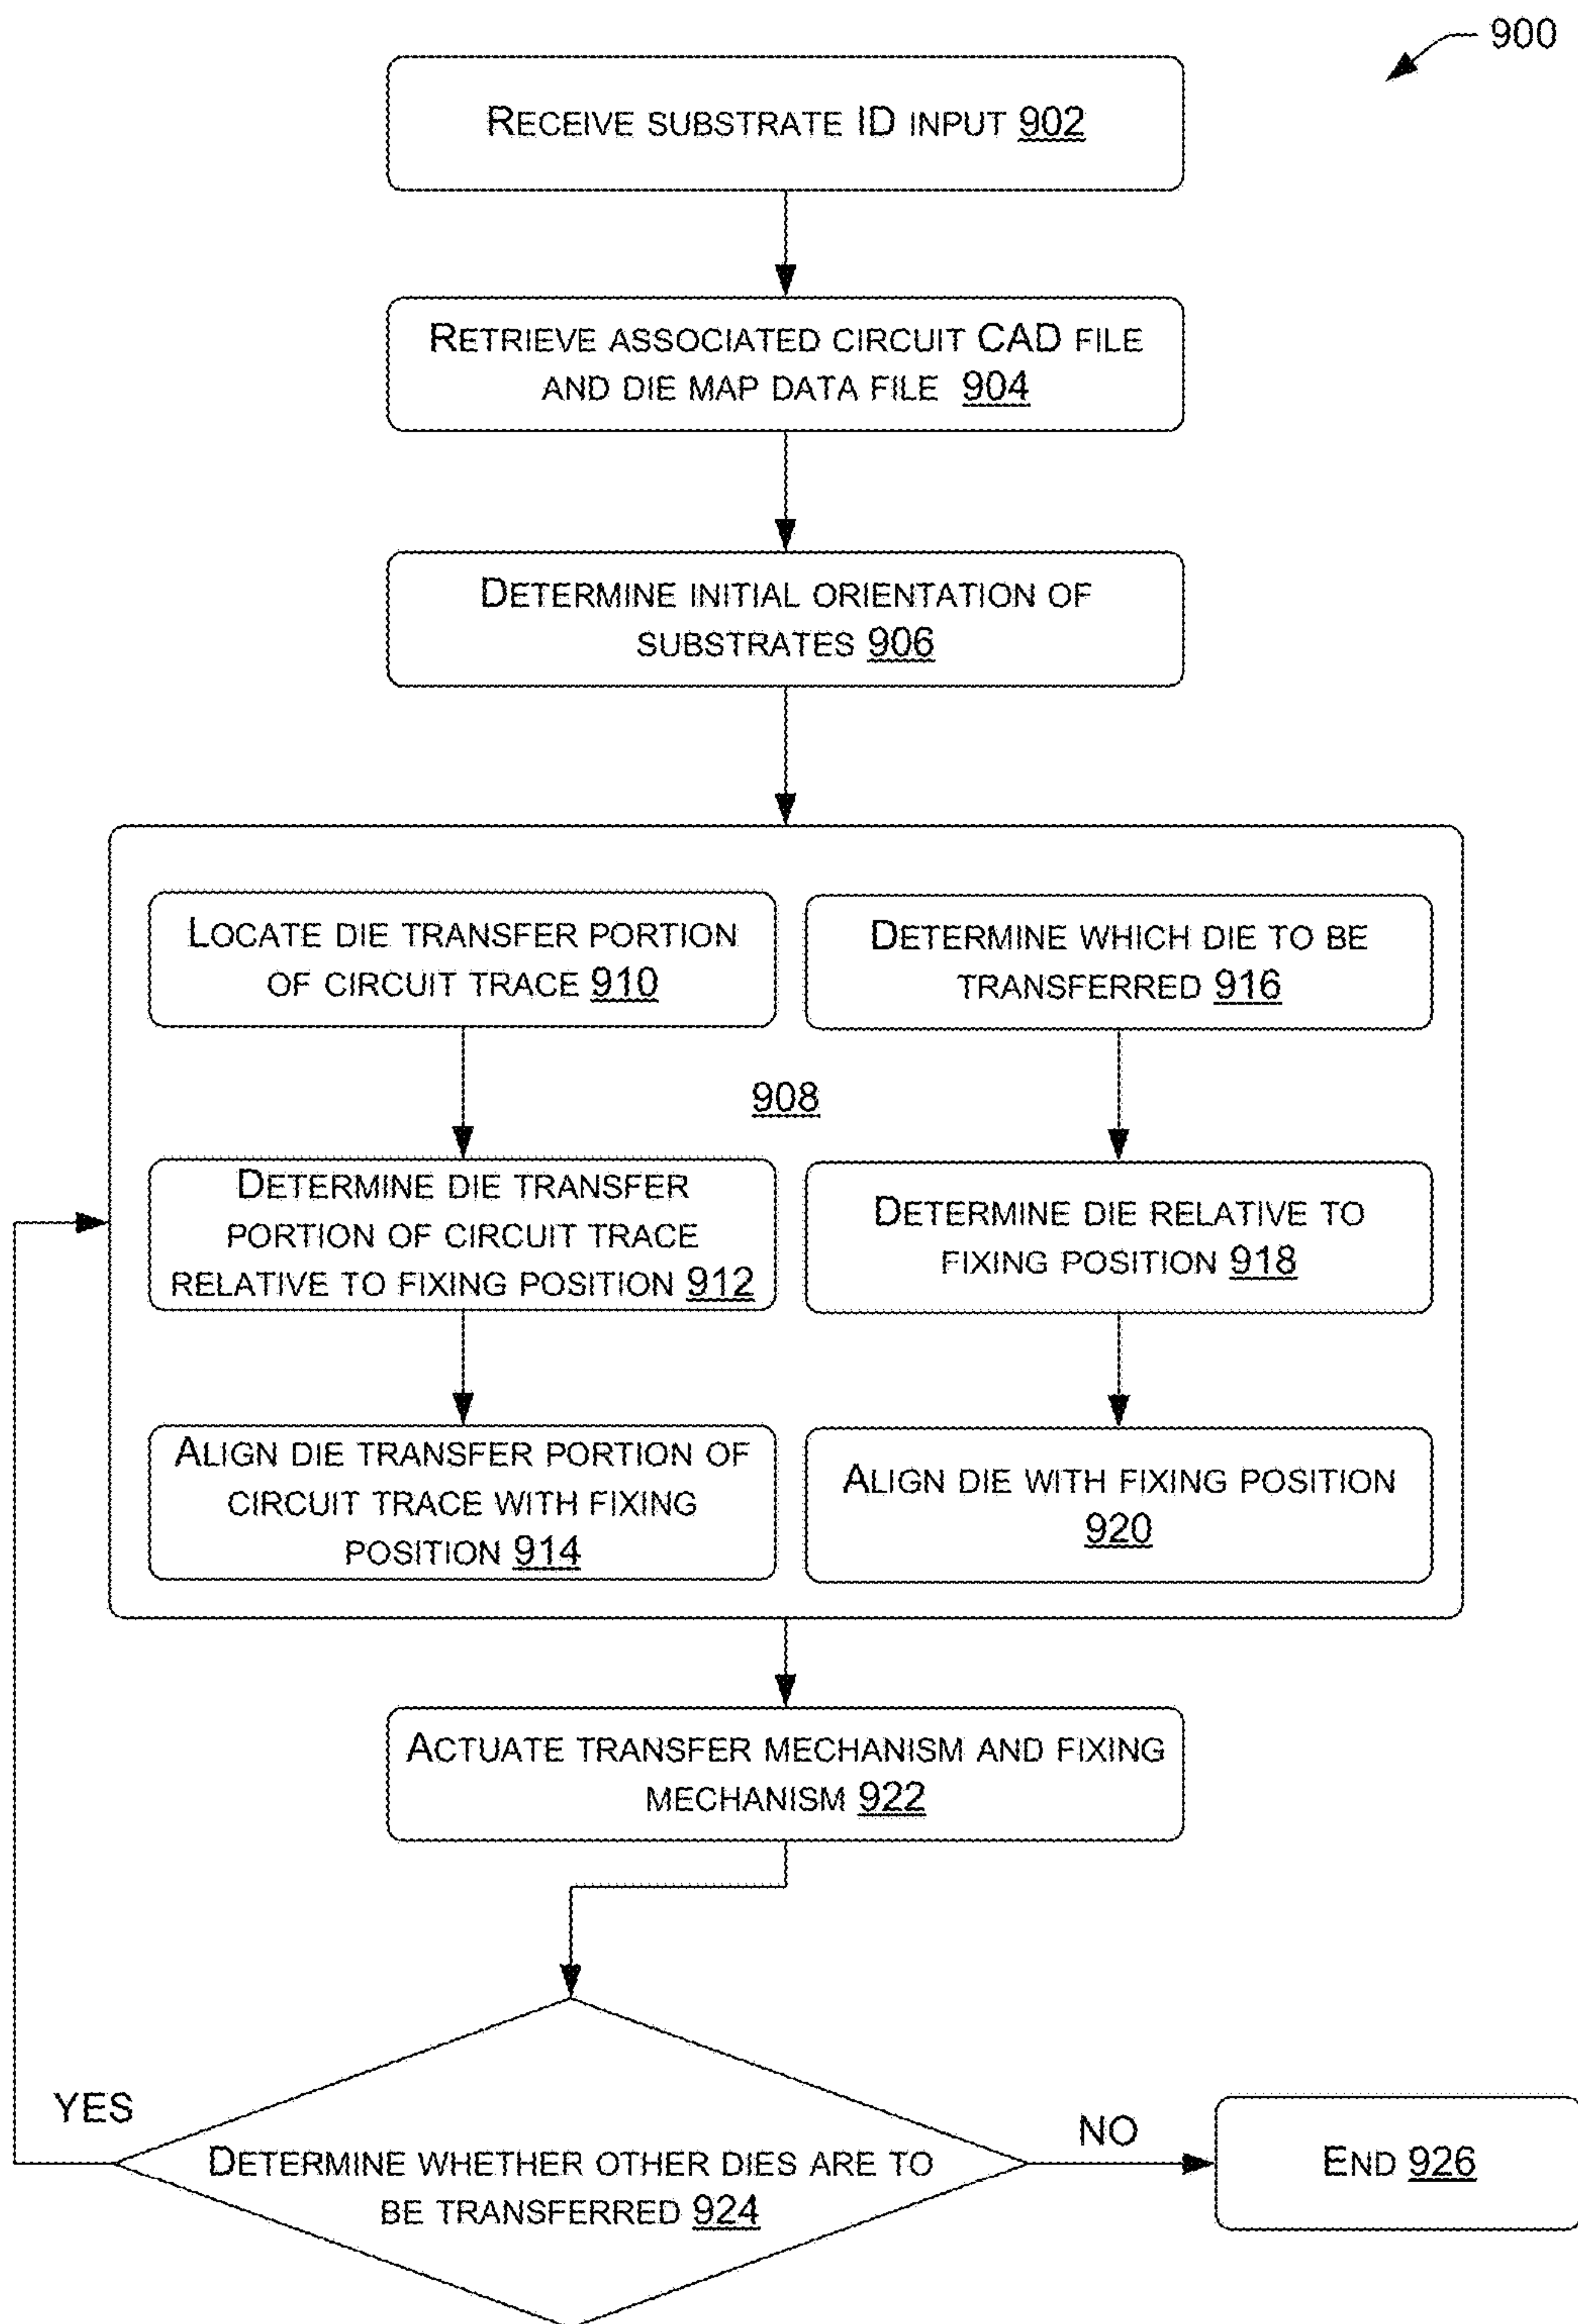 900
RECEIVE SUBSTRATE ID INPUT 902
RETRIEVE ASSOCIATED CIRCUIT CAD FILE
AND DIE MAP DATA FILE 904
DETERMINE INITIAL ORIENTATION OF
SUBSTRATES 906
LOCATE DIE TRANSFER PORTION
OF CIRCUIT TRACE 910
DETERMINE WHICH DIE TO BE
TRANSFERRED 916
908
DETERMINE DIE TRANSFER
PORTION OF CIRCUIT TRACE
RELATIVE TO FIXING POSITION 912
DETERMINE DIE RELATIVE TO
FIXING POSITION 918
ALIGN DIE TRANSFER PORTION OF
CIRCUIT TRACE WITH FIXING
POSITION 914
ALIGN DIE WITH FIXING POSITION
920
ACTUATE TRANSFER MECHANISM AND FIXING
MECHANISM 922
YES
DETERMINE WHETHER OTHER DIES ARE TO
BE TRANSFERRED 924
NO
END 926